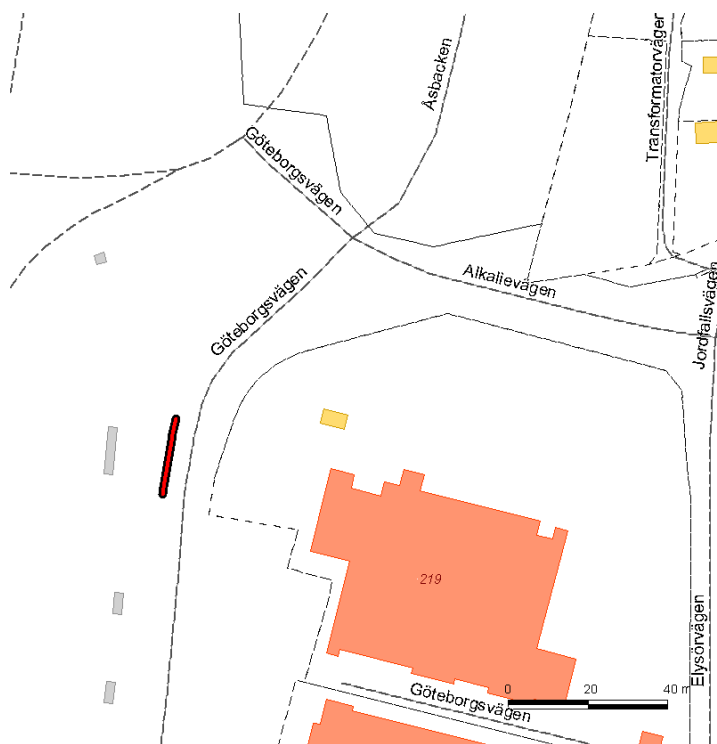 Åsbacken
Transformatorvägen
Göteborgsvägen
Göteborgsvägen
Alkalievägen
Jordfallsvägen
219
Elysörvägen
Göteborgsvägen
0 20 40 m